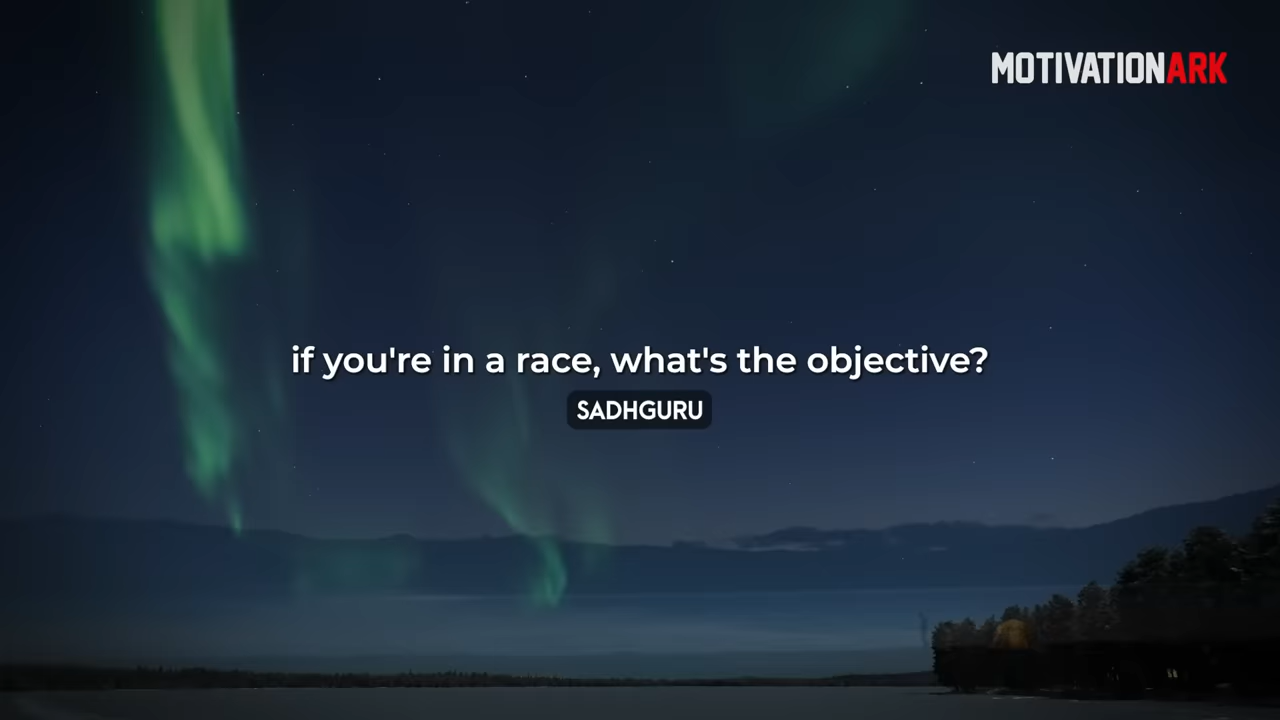 MOTIVATIONARK
if you're in a race, what's the objective?
SADHGURU